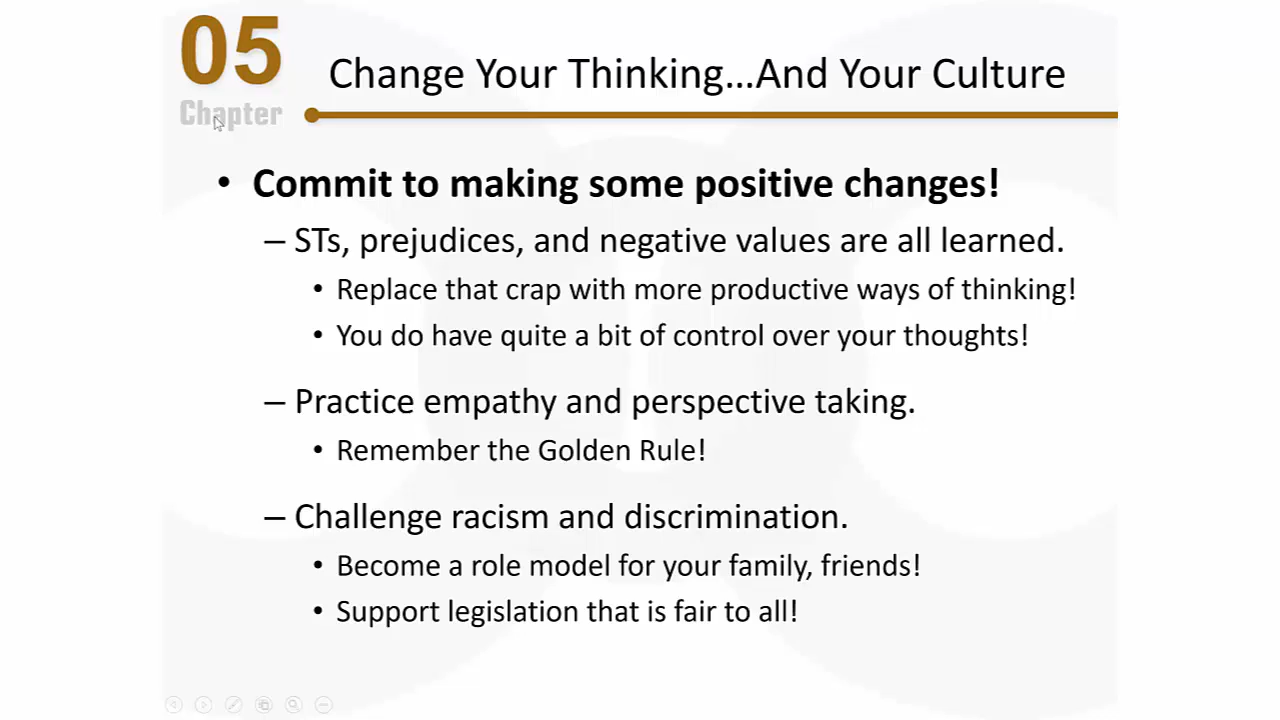 05
Chapter
Change Your Thinking...And Your Culture
• Commit to making some positive changes!
– STs, prejudices, and negative values are all learned.
• Replace that crap with more productive ways of thinking!
• You do have quite a bit of control over your thoughts!
– Practice empathy and perspective taking.
• Remember the Golden Rule!
– Challenge racism and discrimination.
• Become a role model for your family, friends!
• Support legislation that is fair to all!